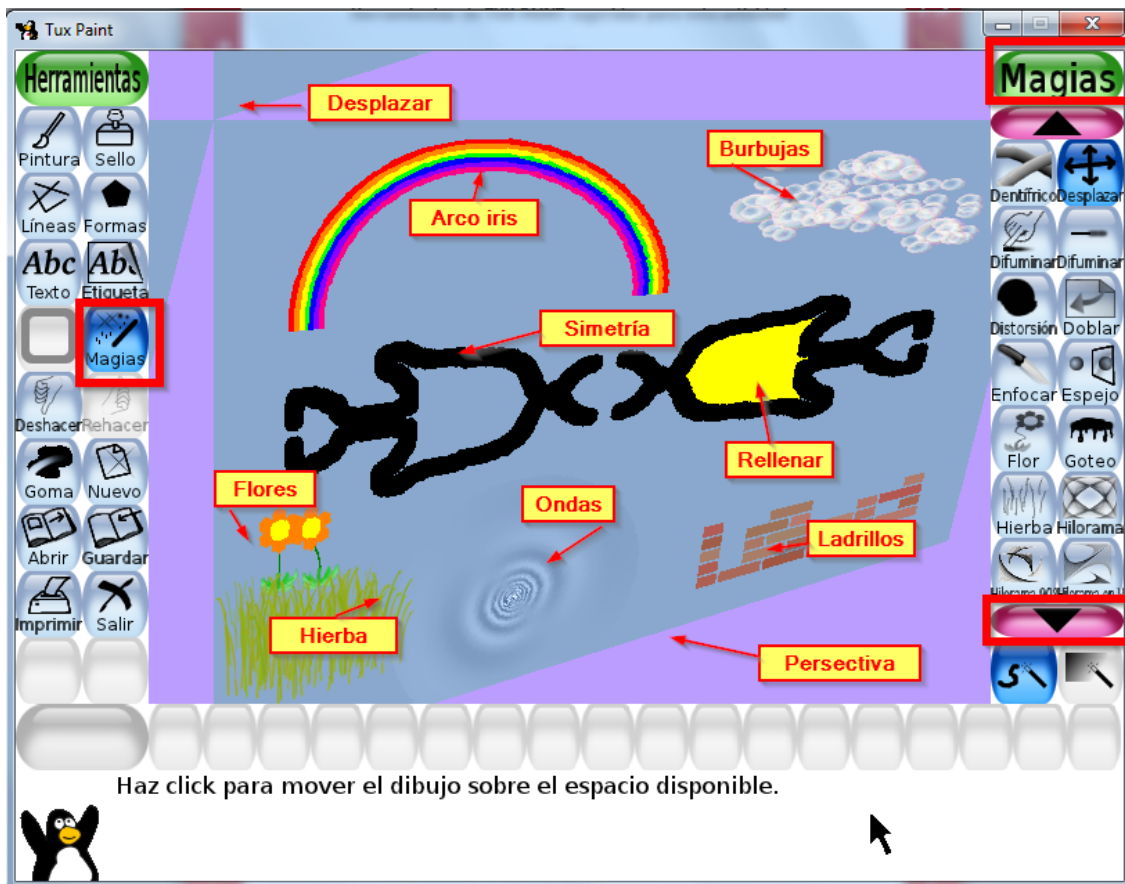 Tux Paint
Herramientas
Pintura
Sello
Líneas
Formas
Abc
Abc
Texto
Etiqueta
Magias
Deshacer
Rehacer
Goma
Nuevo
Abrir
Guardar
Imprimir
Salir
Desplazar
Burbujas
Arco iris
Simetría
Rellenar
Flores
Ondas
Ladrillos
Hierba
Persectiva
Magias
Dentífrico
Desplazar
Difuminar
Difuminar
Distorsión
Doblar
Enfocar
Espejo
Flor
Goteo
Hierba
Hilorama
Haz click para mover el dibujo sobre el espacio disponible.